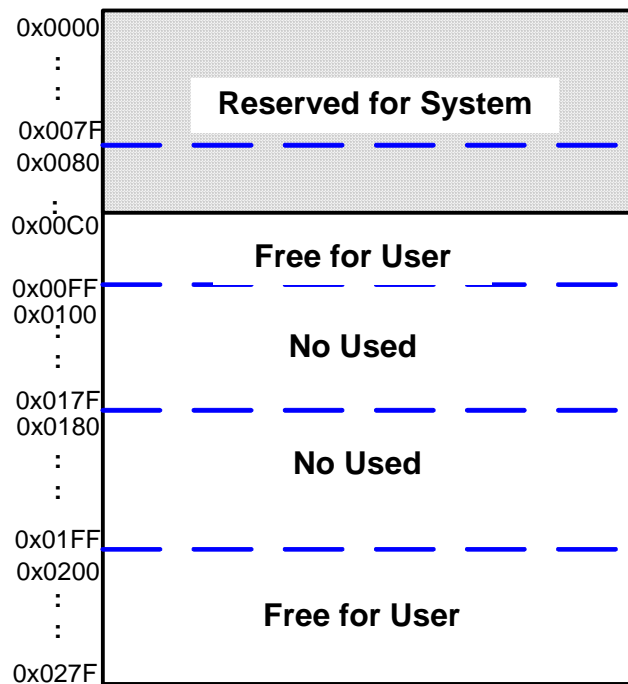 0x0000
:
:
Reserved for System
0x007F
0x0080
:
0x00C0
Free for User
0x00FF
0x0100
:
:
No Used
0x017F
0x0180
:
:
No Used
0x01FF
0x0200
:
:
Free for User
0x027F